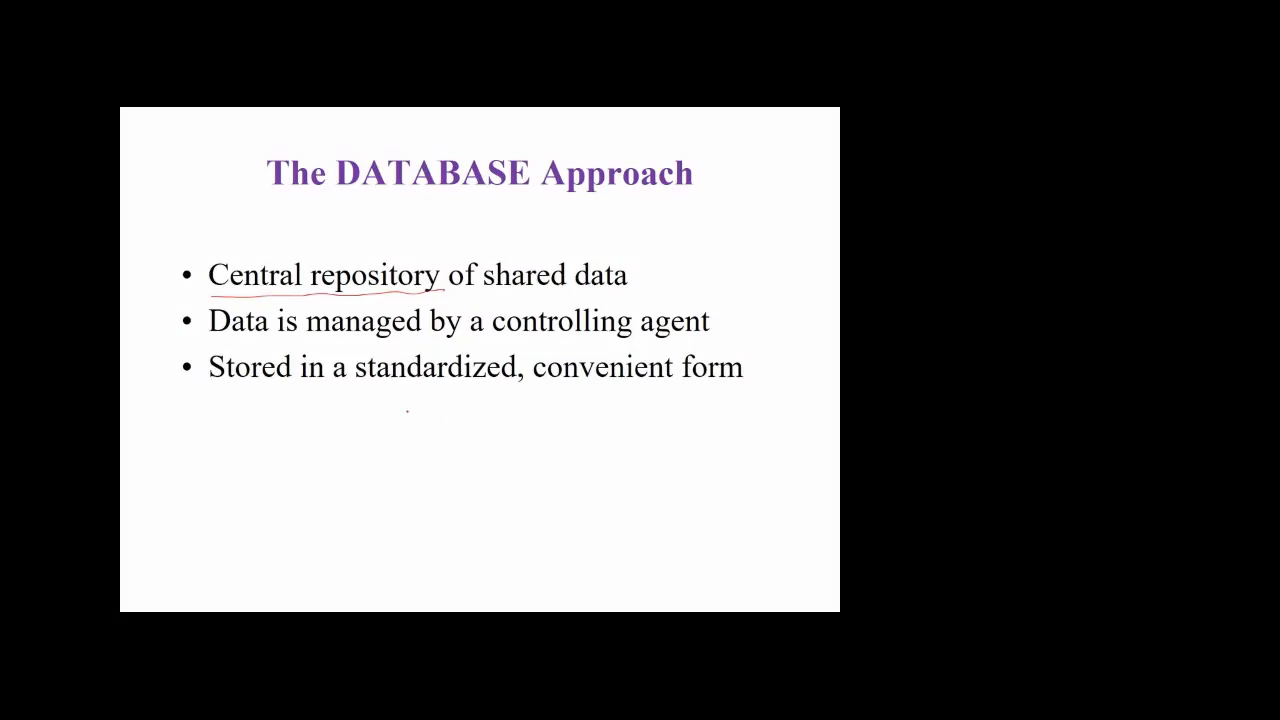 The DATABASE Approach
• Central repository of shared data
• Data is managed by a controlling agent
• Stored in a standardized, convenient form